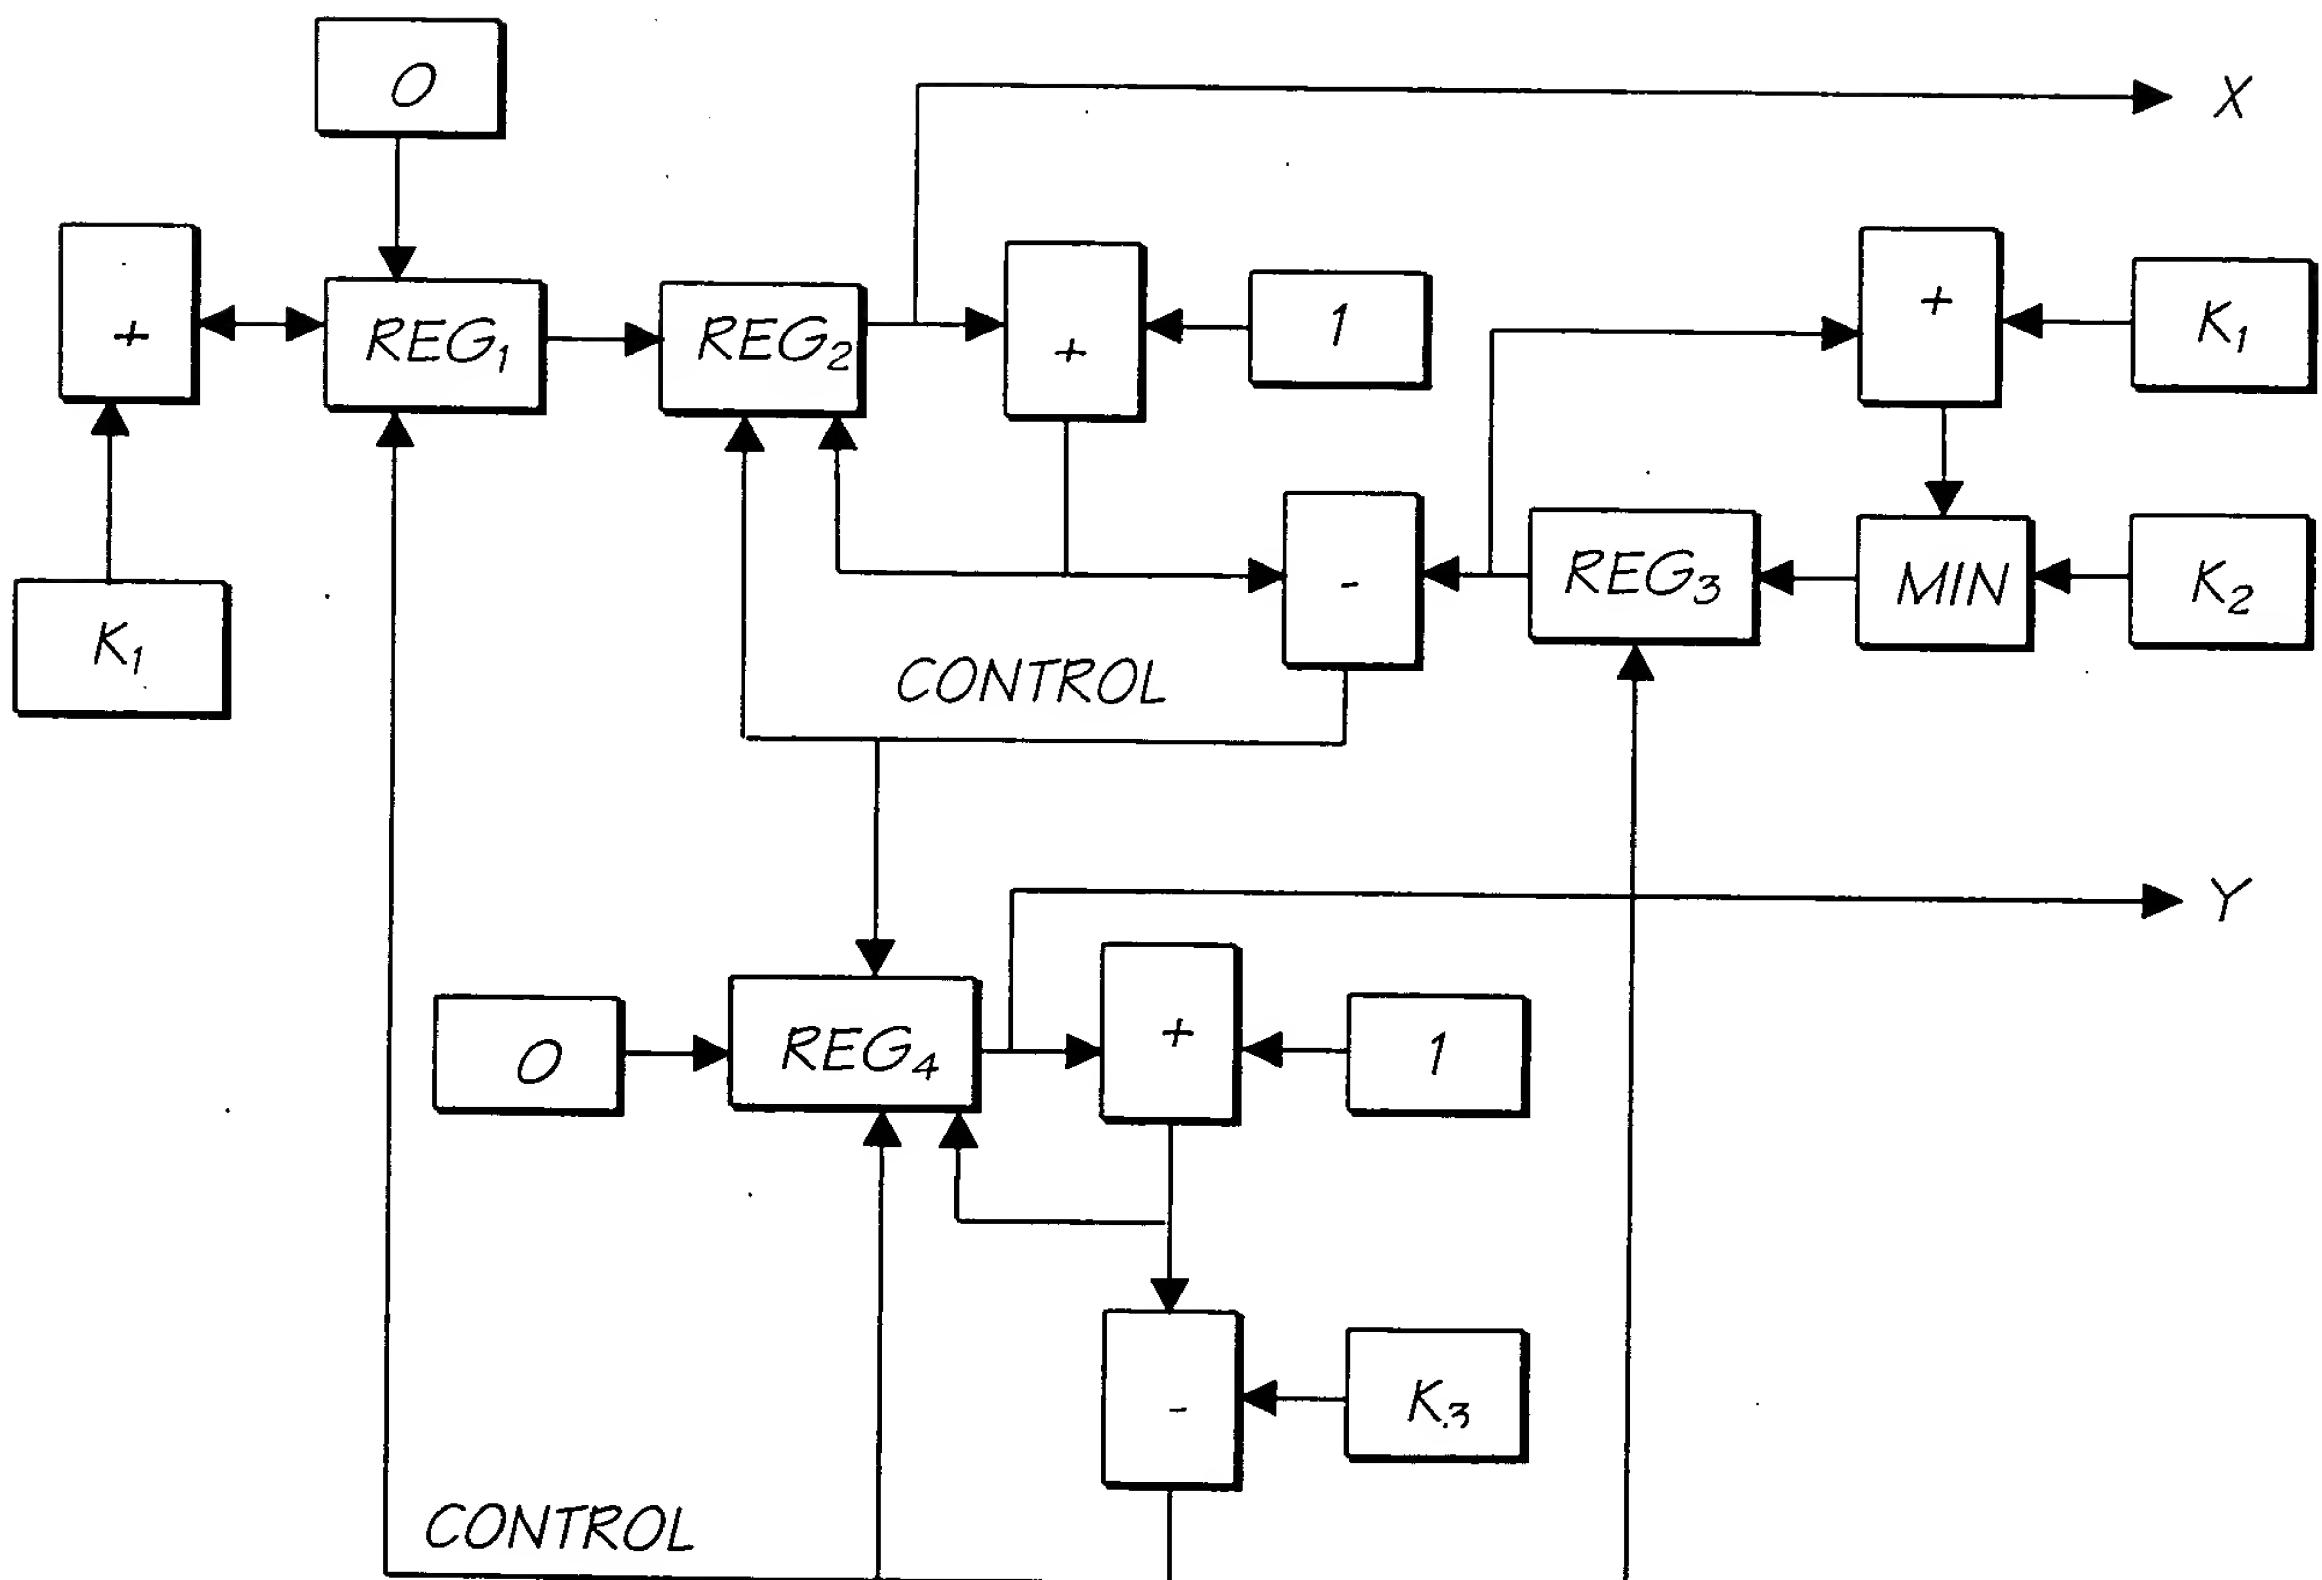 0
X
+
REG1
REG2
+
1
+
K1
K1
-
REG3
MIN
K2
CONTROL
Y
0
REG4
+
1
-
K3
CONTROL